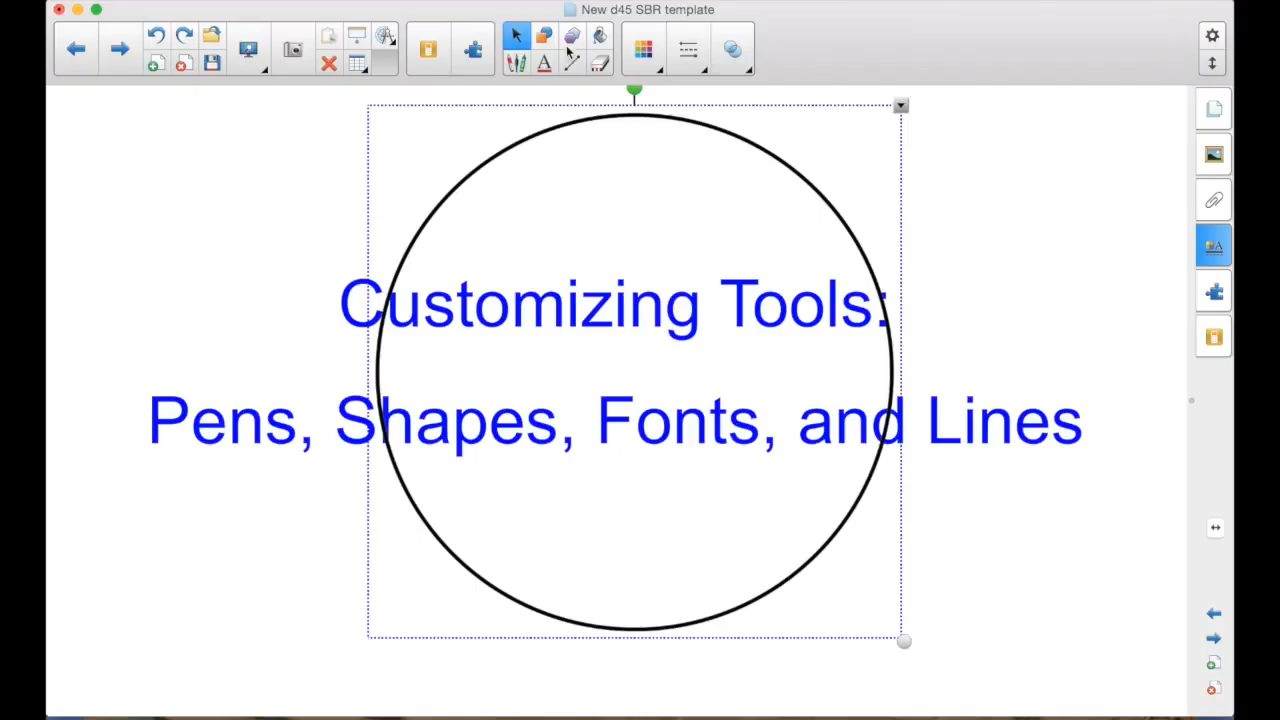 New d45 SBR template
Customizing Tools:
Pens, Shapes, Fonts, and Lines